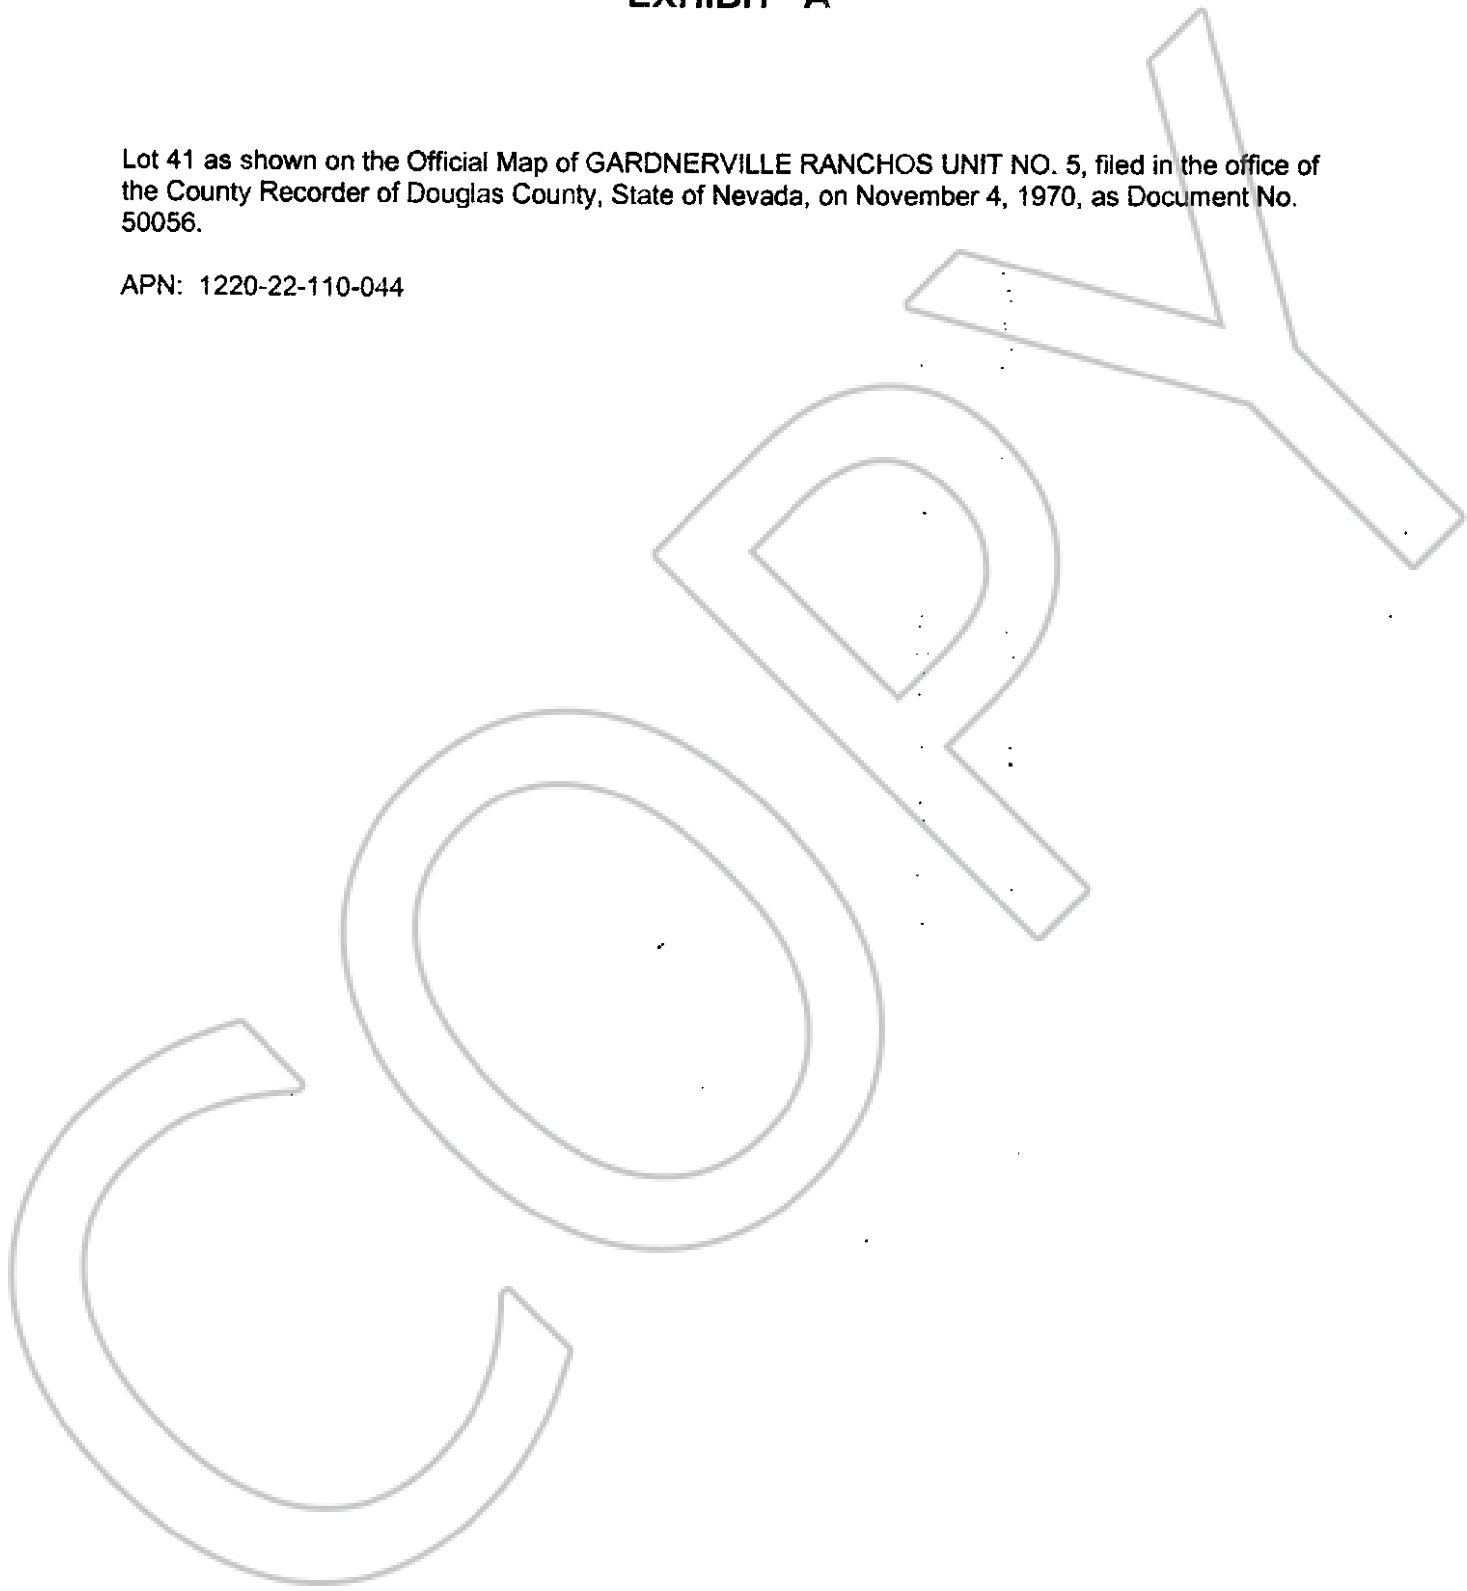 EXHIBIT "A"
Lot 41 as shown on the Official Map of GARDNERVILLE RANCHOS UNIT NO. 5, filed in the office of
the County Recorder of Douglas County, State of Nevada, on November 4, 1970, as Document No.
50056.
APN: 1220-22-110-044
COPY